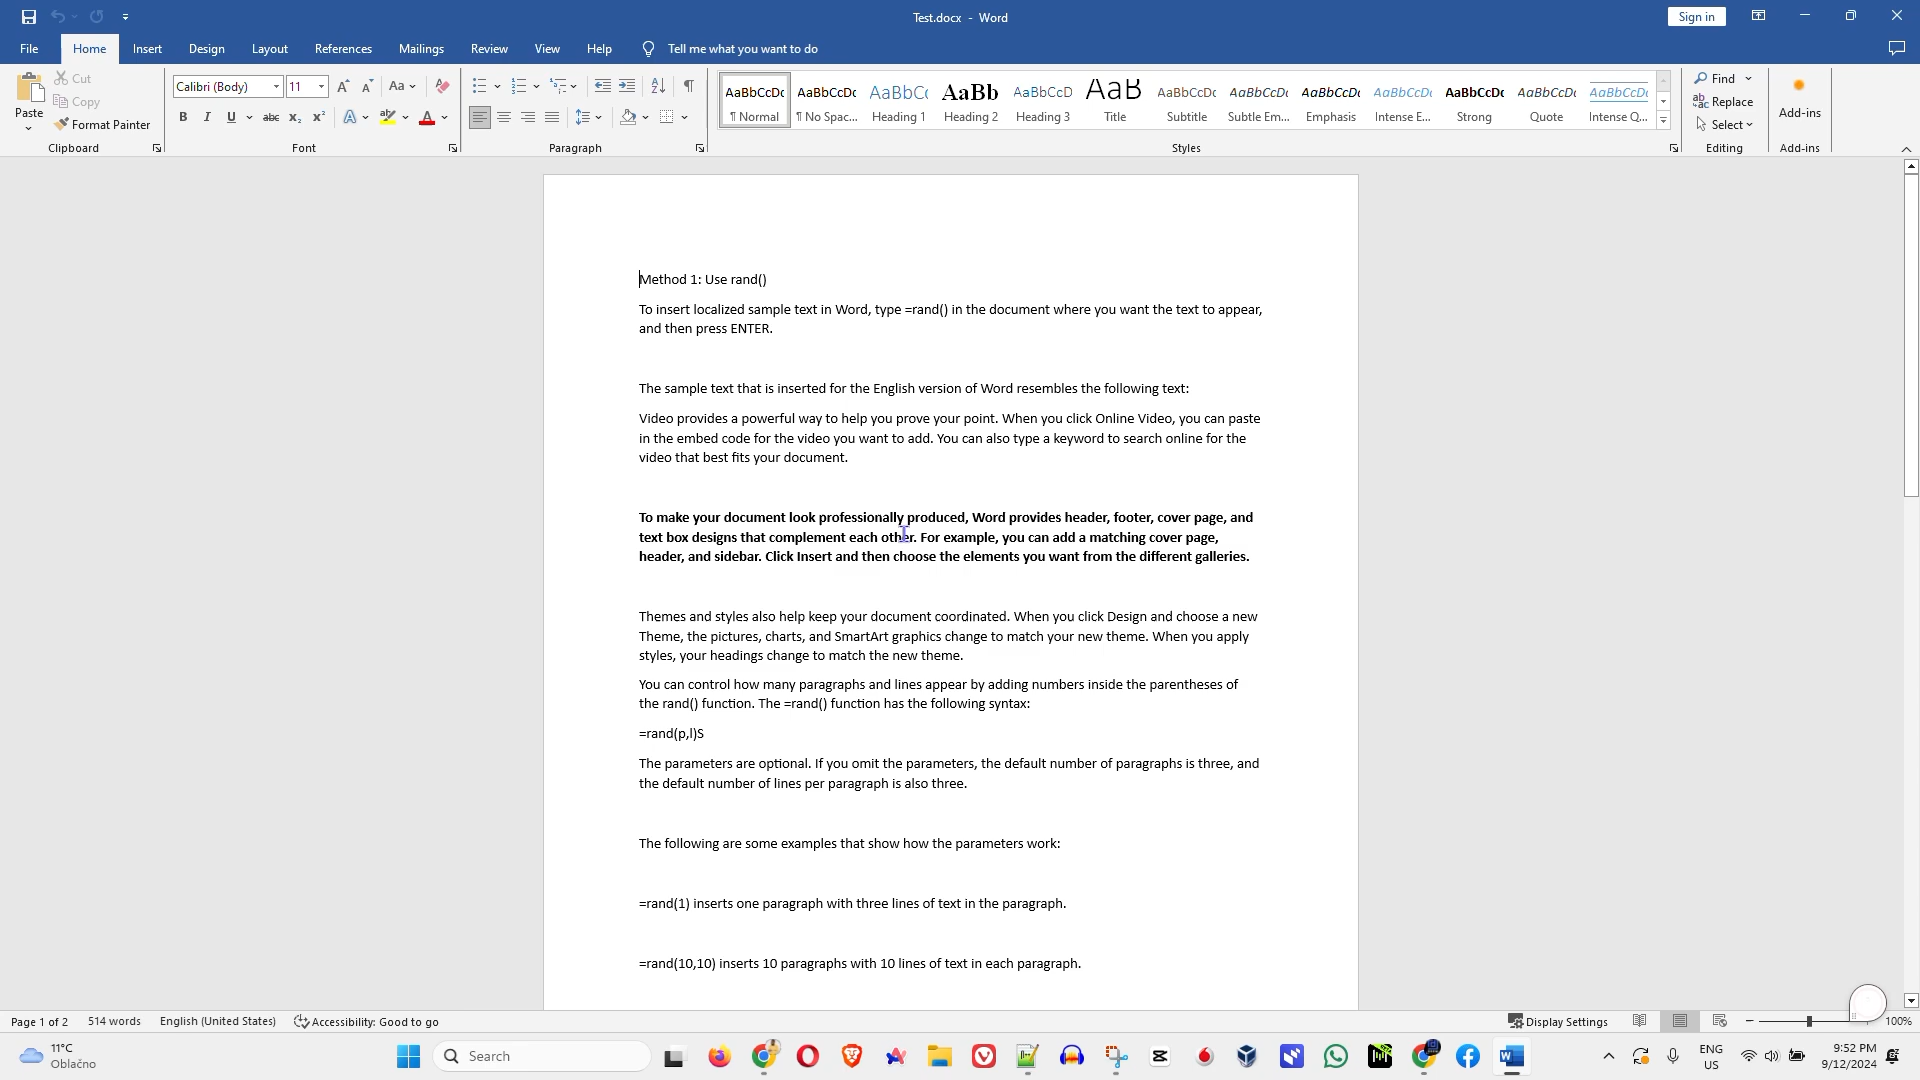 Test.docx - Word
Sign in
File Home Insert Design Layout References Mailings Review View Help Tell me what you want to do
Paste
Cut
Copy
Format Painter
Clipboard
Calibri (Body) 11
Aa
B I U abc x₂ x²
Font
Paragraph
AaBbCcDc AaBbCcDc AaBbCc AaBb AaBbCcD AaB AaBbCcDc AaBbCcDc AaBbCcDc AaBbCcDc AaBbCcDc AaBbCcDc AaBbCcDc
¶ Normal ¶ No Spac... Heading 1 Heading 2 Heading 3 Title Subtitle Subtle Em... Emphasis Intense E... Strong Quote Intense Q...
Styles
Find
Replace
Select
Editing
Add-ins
Add-ins
Method 1: Use rand()
To insert localized sample text in Word, type =rand() in the document where you want the text to appear,
and then press ENTER.
The sample text that is inserted for the English version of Word resembles the following text:
Video provides a powerful way to help you prove your point. When you click Online Video, you can paste
in the embed code for the video you want to add. You can also type a keyword to search online for the
video that best fits your document.
To make your document look professionally produced, Word provides header, footer, cover page, and
text box designs that complement each other. For example, you can add a matching cover page,
header, and sidebar. Click Insert and then choose the elements you want from the different galleries.
Themes and styles also help keep your document coordinated. When you click Design and choose a new
Theme, the pictures, charts, and SmartArt graphics change to match your new theme. When you apply
styles, your headings change to match the new theme.
You can control how many paragraphs and lines appear by adding numbers inside the parentheses of
the rand() function. The =rand() function has the following syntax:
=rand(p,l)S
The parameters are optional. If you omit the parameters, the default number of paragraphs is three, and
the default number of lines per paragraph is also three.
The following are some examples that show how the parameters work:
=rand(1) inserts one paragraph with three lines of text in the paragraph.
=rand(10,10) inserts 10 paragraphs with 10 lines of text in each paragraph.
Page 1 of 2 514 words English (United States) Accessibility: Good to go
Display Settings 100%
11°C
Oblačno
Search
ENG
US
9:52 PM
9/12/2024